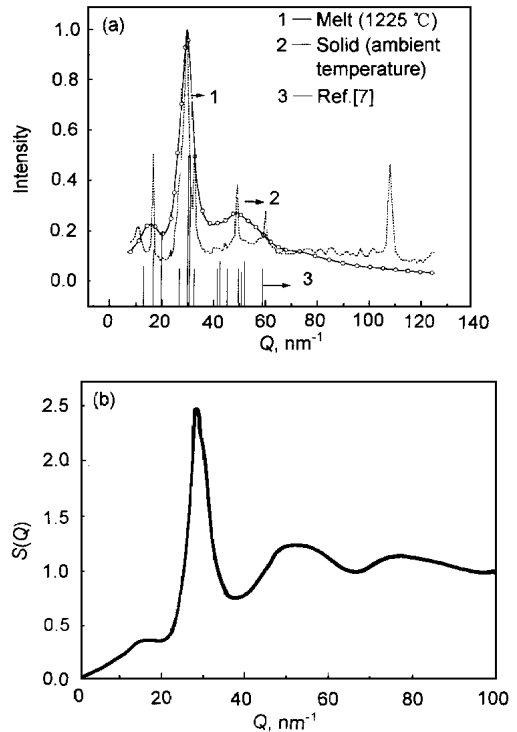 (a)
1 — Melt (1225 ℃)
2 ····· Solid (ambient
temperature)
3 — Ref.[7]
Intensity
1.0
0.8
0.6
0.4
0.2
0.0
1
2
3
0 20 40 60 80 100 120 140
Q, nm⁻¹
(b)
S(Q)
2.5
2.0
1.5
1.0
0.5
0.0
0 20 40 60 80 100
Q, nm⁻¹